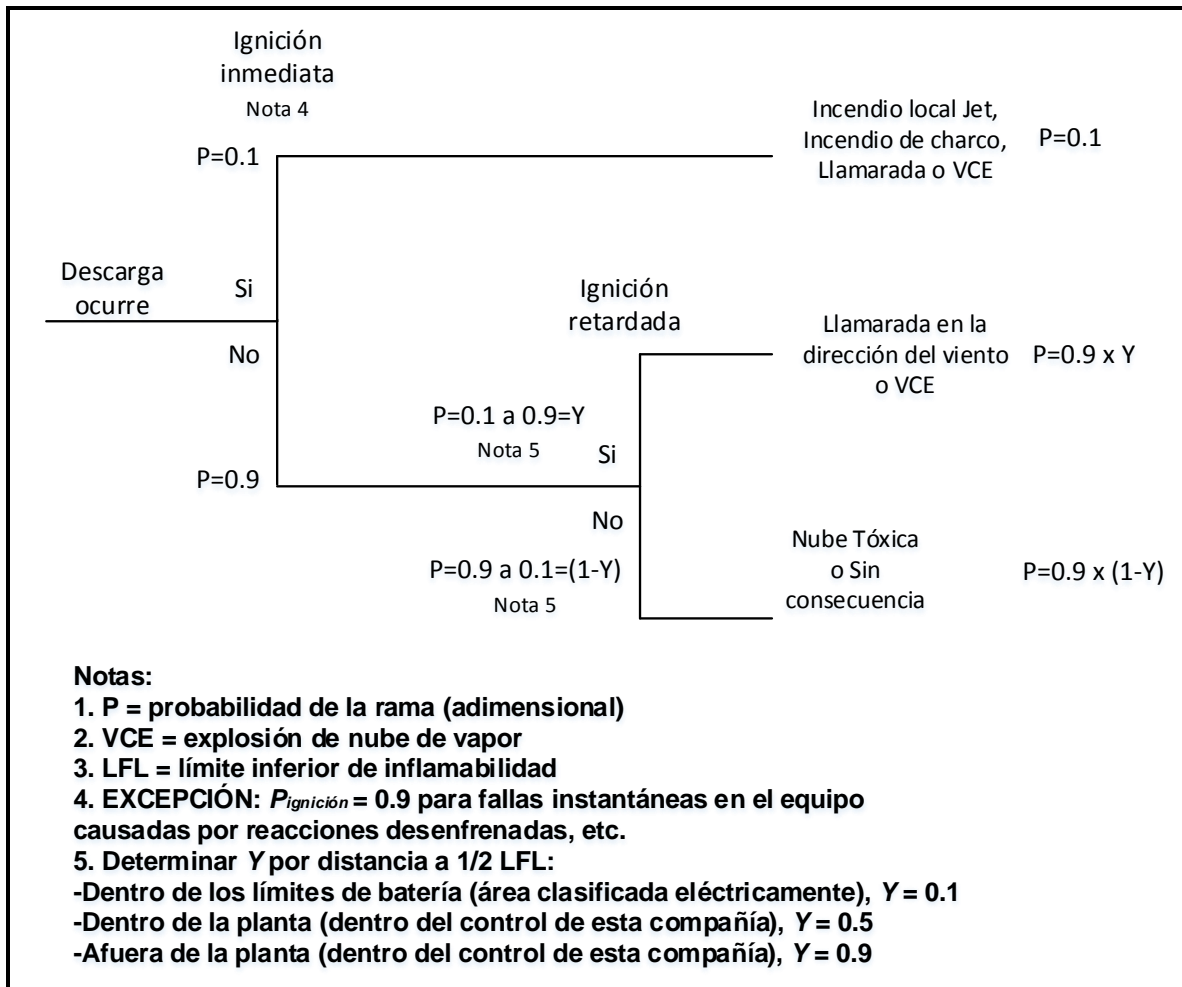 Ignición
inmediata
Nota 4
P=0.1
Incendio local Jet,
Incendio de charco,
Llamarada o VCE
P=0.1
Descarga
ocurre
Si
No
Ignición
retardada
Llamarada en la
dirección del viento
o VCE
P=0.9 x Y
P=0.1 a 0.9=Y
Nota 5
Si
P=0.9
No
P=0.9 a 0.1=(1-Y)
Nota 5
Nube Tóxica
o Sin
consecuencia
P=0.9 x (1-Y)
Notas:
1. P = probabilidad de la rama (adimensional)
2. VCE = explosión de nube de vapor
3. LFL = límite inferior de inflamabilidad
4. EXCEPCIÓN: Pignición = 0.9 para fallas instantáneas en el equipo
causadas por reacciones desenfrenadas, etc.
5. Determinar Y por distancia a 1/2 LFL:
-Dentro de los límites de batería (área clasificada eléctricamente), Y = 0.1
-Dentro de la planta (dentro del control de esta compañía), Y = 0.5
-Afuera de la planta (dentro del control de esta compañía), Y = 0.9